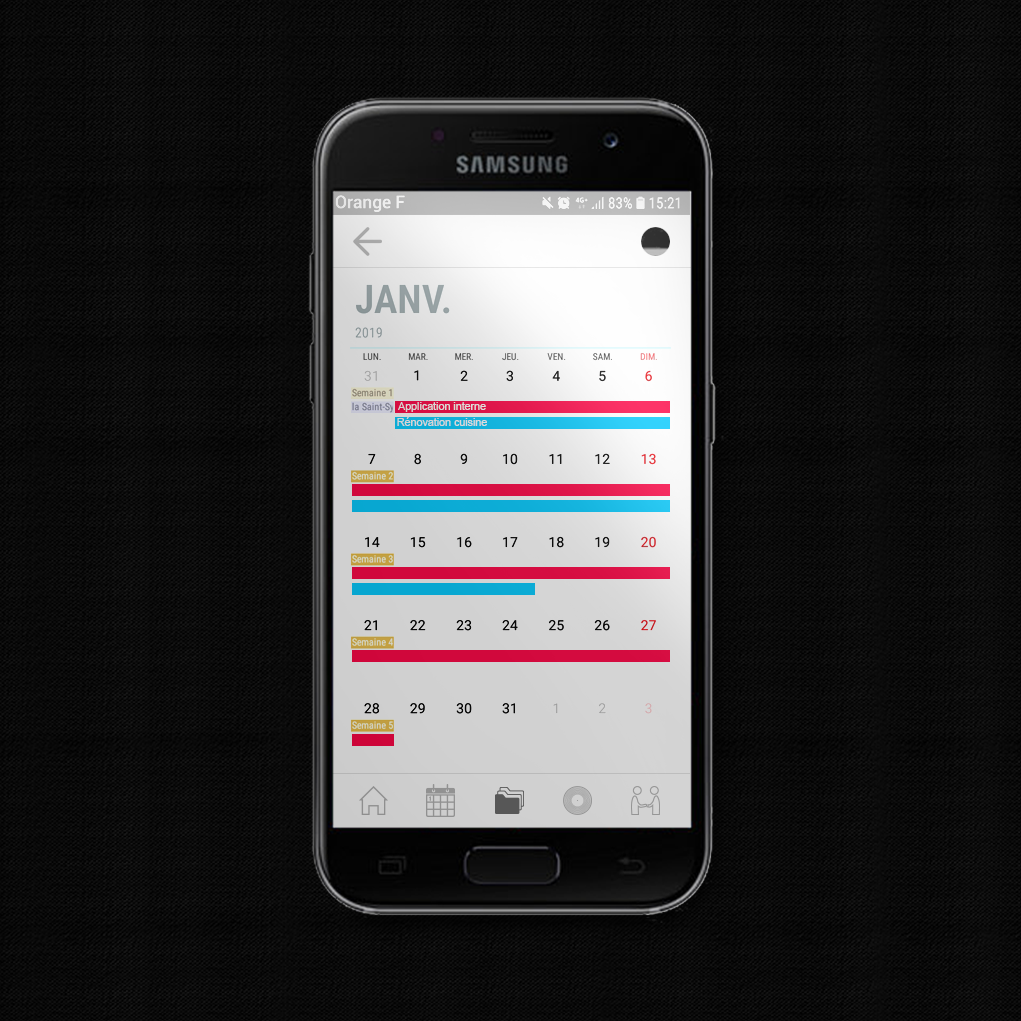 SAMSUNG
Orange F 4G+ 83% 15:21
JANV.
2019
LUN. MAR. MER. JEU. VEN. SAM. DIM.
31 1 2 3 4 5 6
Semaine 1
la Saint-Sy Application interne
Rénovation cuisine
7 8 9 10 11 12 13
Semaine 2
14 15 16 17 18 19 20
Semaine 3
21 22 23 24 25 26 27
Semaine 4
28 29 30 31 1 2 3
Semaine 5